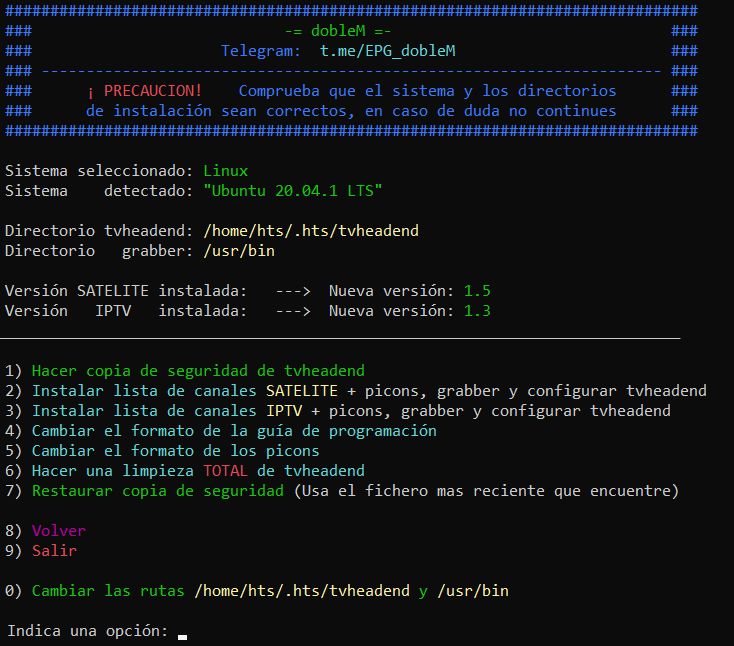 #############################################################################
### -= dobleM =- ###
### Telegram: t.me/EPG_dobleM ###
### --------------------------------------------------------------------- ###
### ¡ PRECAUCION! Comprueba que el sistema y los directorios ###
### de instalación sean correctos, en caso de duda no continues ###
#############################################################################
Sistema seleccionado: Linux
Sistema detectado: "Ubuntu 20.04.1 LTS"
Directorio tvheadend: /home/hts/.hts/tvheadend
Directorio grabber: /usr/bin
Versión SATELITE instalada: ---> Nueva versión: 1.5
Versión IPTV instalada: ---> Nueva versión: 1.3
1) Hacer copia de seguridad de tvheadend
2) Instalar lista de canales SATELITE + picons, grabber y configurar tvheadend
3) Instalar lista de canales IPTV + picons, grabber y configurar tvheadend
4) Cambiar el formato de la guía de programación
5) Cambiar el formato de los picons
6) Hacer una limpieza TOTAL de tvheadend
7) Restaurar copia de seguridad (Usa el fichero mas reciente que encuentre)
8) Volver
9) Salir
0) Cambiar las rutas /home/hts/.hts/tvheadend y /usr/bin
Indica una opción: